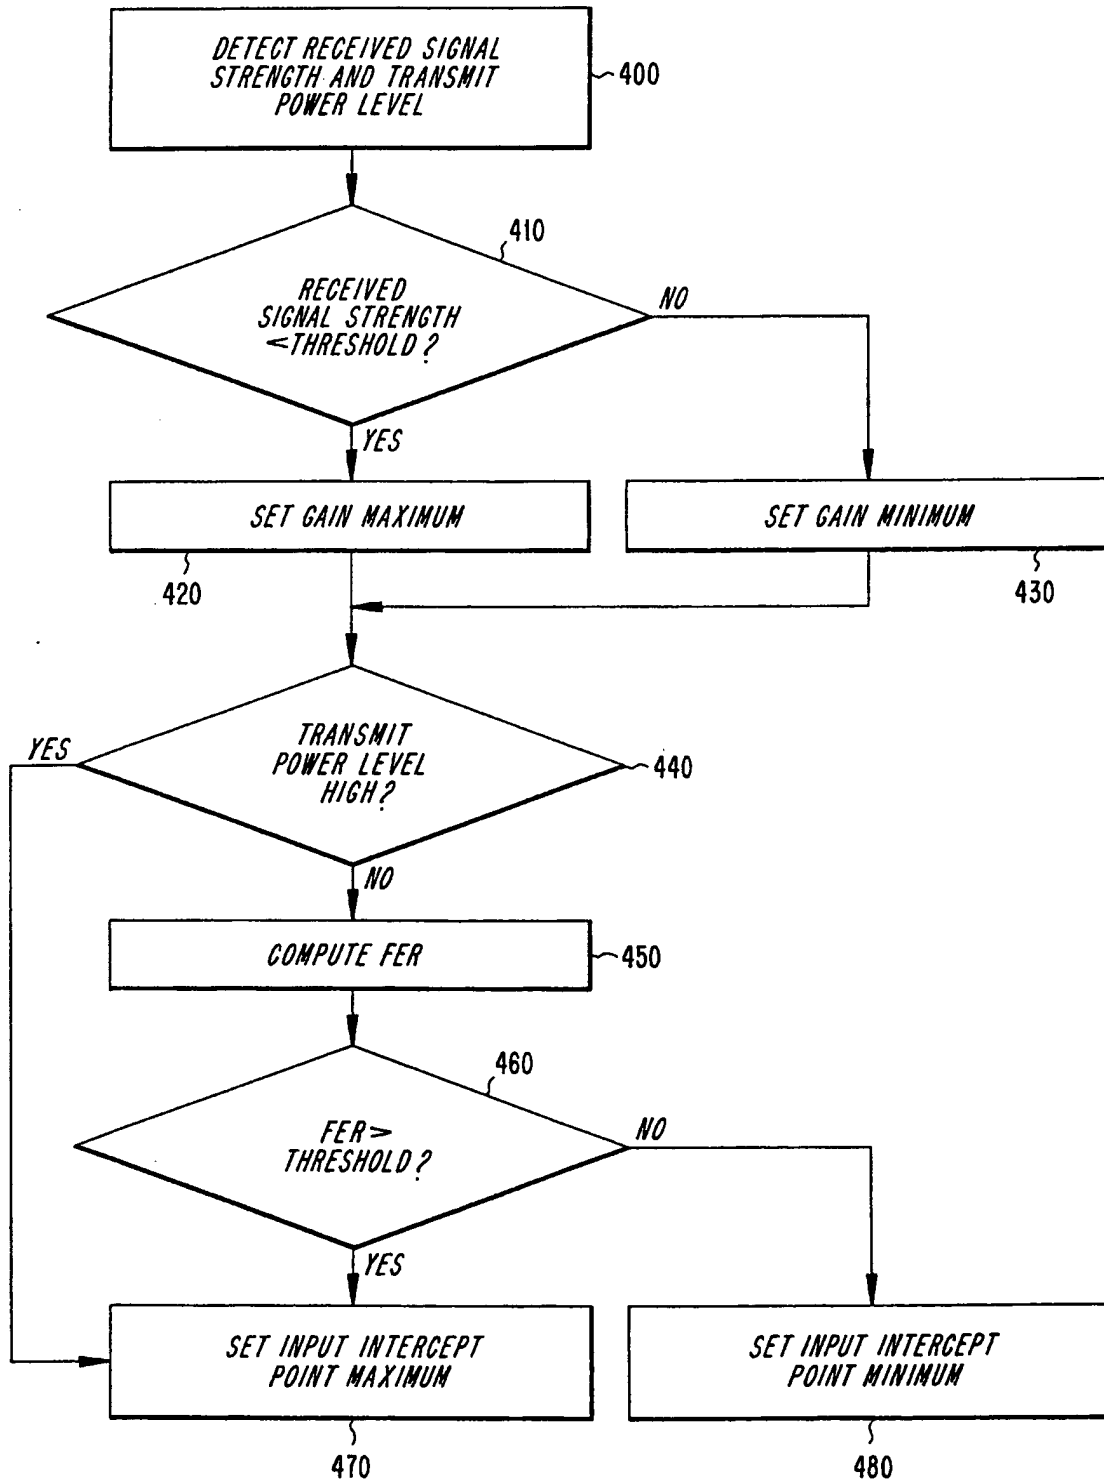 DETECT RECEIVED SIGNAL
STRENGTH AND TRANSMIT
POWER LEVEL
400
410
RECEIVED
SIGNAL STRENGTH
<THRESHOLD?
NO
YES
SET GAIN MAXIMUM
SET GAIN MINIMUM
420
430
TRANSMIT
POWER LEVEL
HIGH?
YES
440
NO
COMPUTE FER
450
460
FER>
THRESHOLD?
NO
YES
SET INPUT INTERCEPT
POINT MAXIMUM
SET INPUT INTERCEPT
POINT MINIMUM
470
480